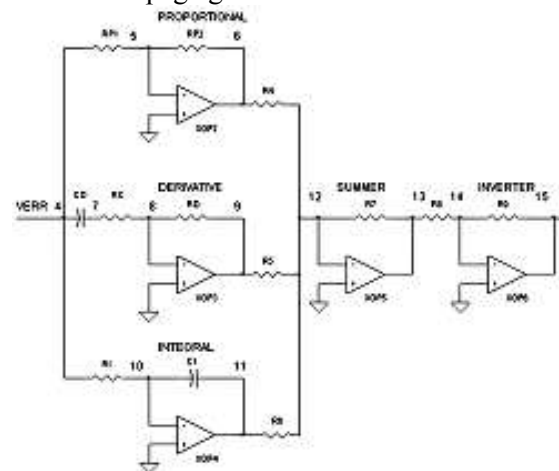 PROPORTIONAL
RP1 5 RP2 6
R4
XOP2
VERR 4 CD 7 RC 8 DERIVATIVE RD 9
R5
XOP3
12 SUMMER R7 13 R8 14 INVERTER R9 15
XOP5
XOP6
INTEGRAL
RI 10 CI 11
R6
XOP4